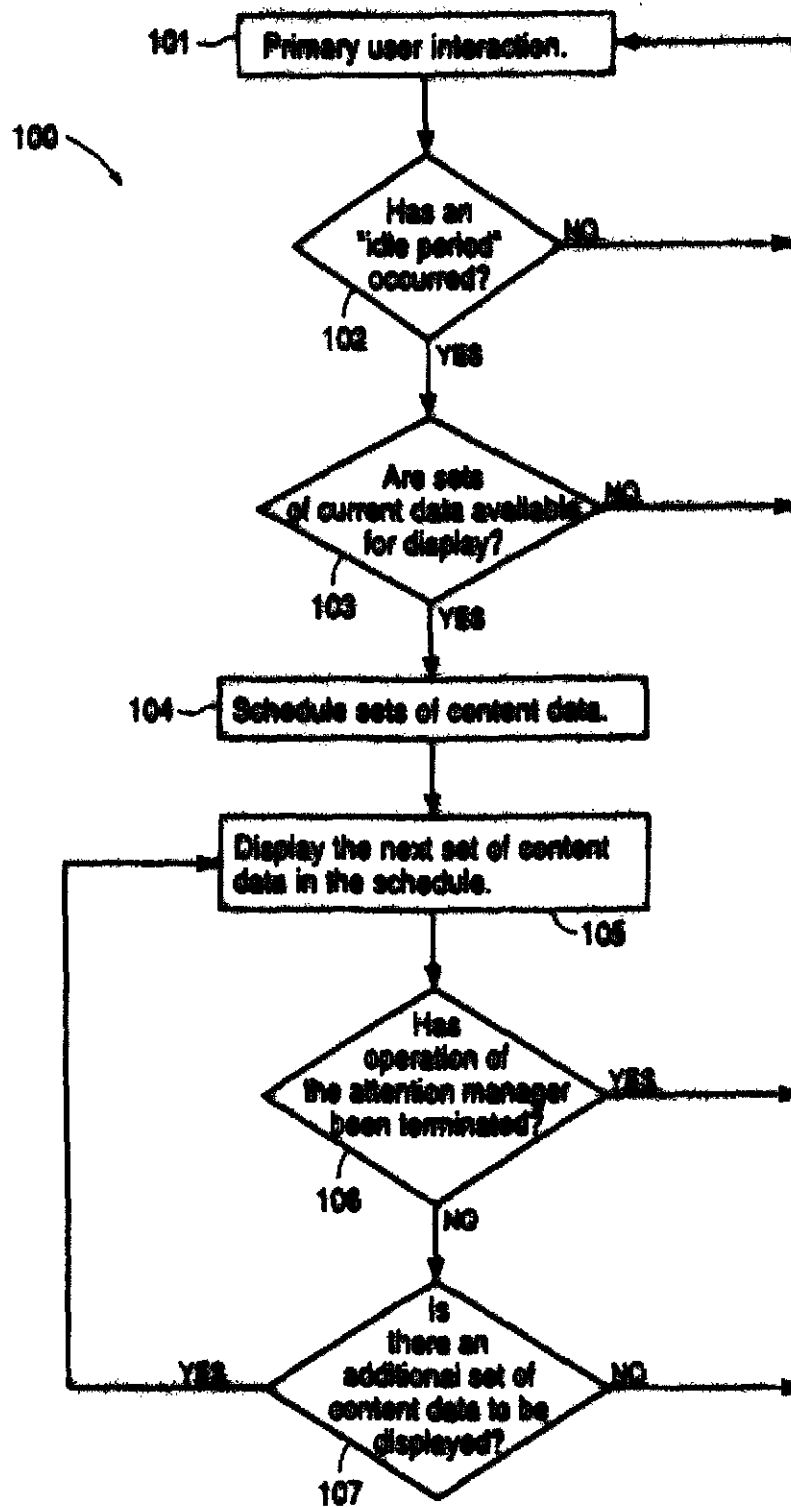 101
Primary user interaction.
100
Has an
"idle period"
occurred?
NO
102
YES
Are sets
of current data available
for display?
NO
103
YES
104
Schedule sets of content data.
Display the next set of content
data in the schedule.
105
Has
operation of
the attention manager
been terminated?
YES
106
NO
Is
there an
additional set of
content data to be
displayed?
YES
NO
107